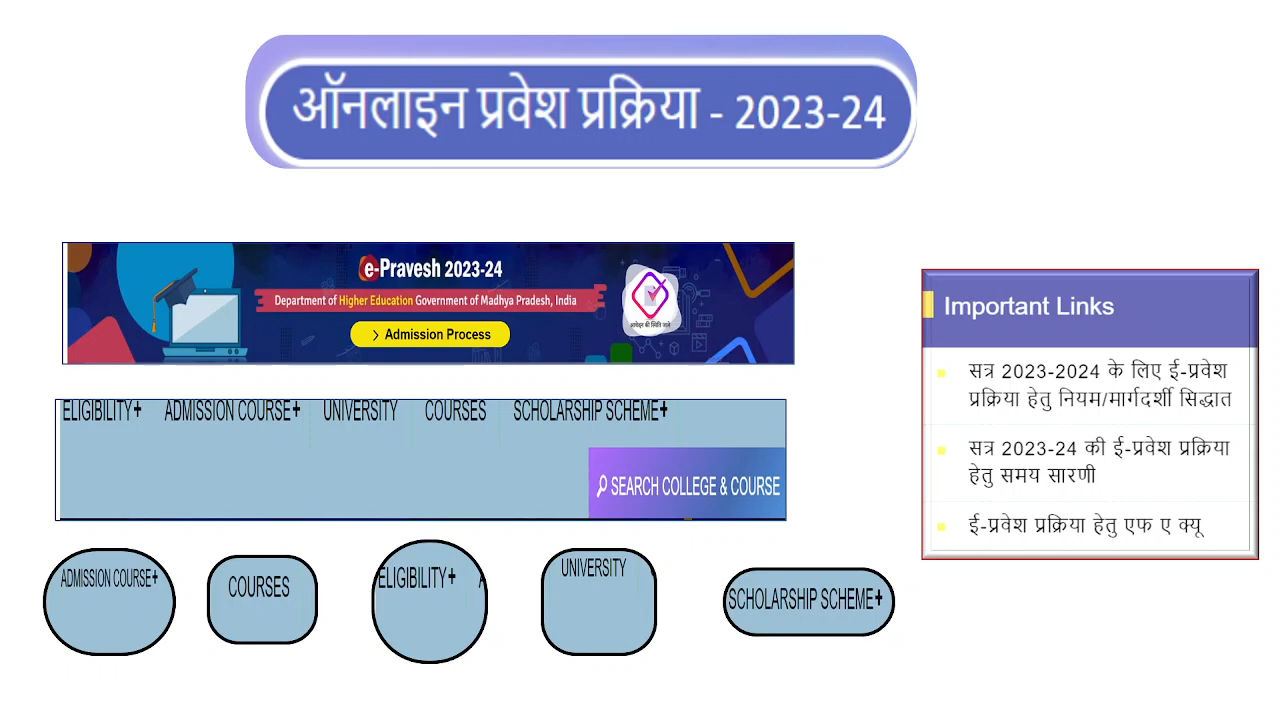 ऑनलाइन प्रवेश प्रक्रिया - 2023-24
e-Pravesh 2023-24
Department of Higher Education Government of Madhya Pradesh, India
> Admission Process
आवेदन की स्थिति जाने
Important Links
सत्र 2023-2024 के लिए ई-प्रवेश
प्रक्रिया हेतु नियम/मार्गदर्शी सिद्धात
सत्र 2023-24 की ई-प्रवेश प्रक्रिया
हेतु समय सारणी
ई-प्रवेश प्रक्रिया हेतु एफ ए क्यू
ELIGIBILITY+ ADMISSION COURSE+ UNIVERSITY COURSES SCHOLARSHIP SCHEME+
SEARCH COLLEGE & COURSE
ADMISSION COURSE+
COURSES
ELIGIBILITY+
UNIVERSITY
SCHOLARSHIP SCHEME+